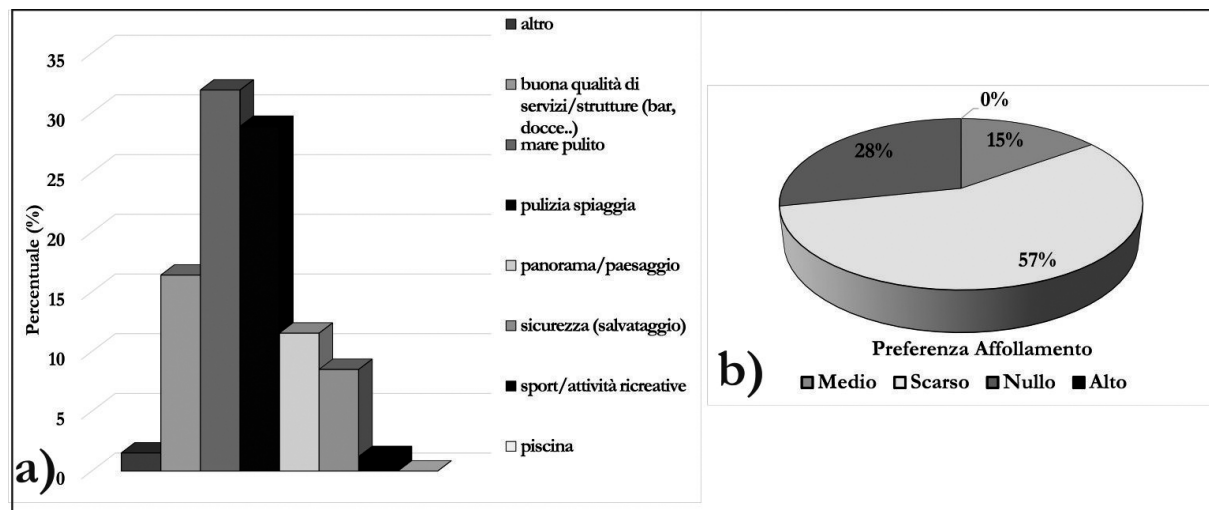 35
30
25
20
15
10
5
0
Percentuale (%)
altro
buona qualità di
servizi/strutture (bar,
docce..)
mare pulito
pulizia spiaggia
panorama/paesaggio
sicurezza (salvataggio)
sport/attività ricreative
piscina
a)
0%
15%
28%
57%
Preferenza Affollamento
Medio Scarso Nullo Alto
b)